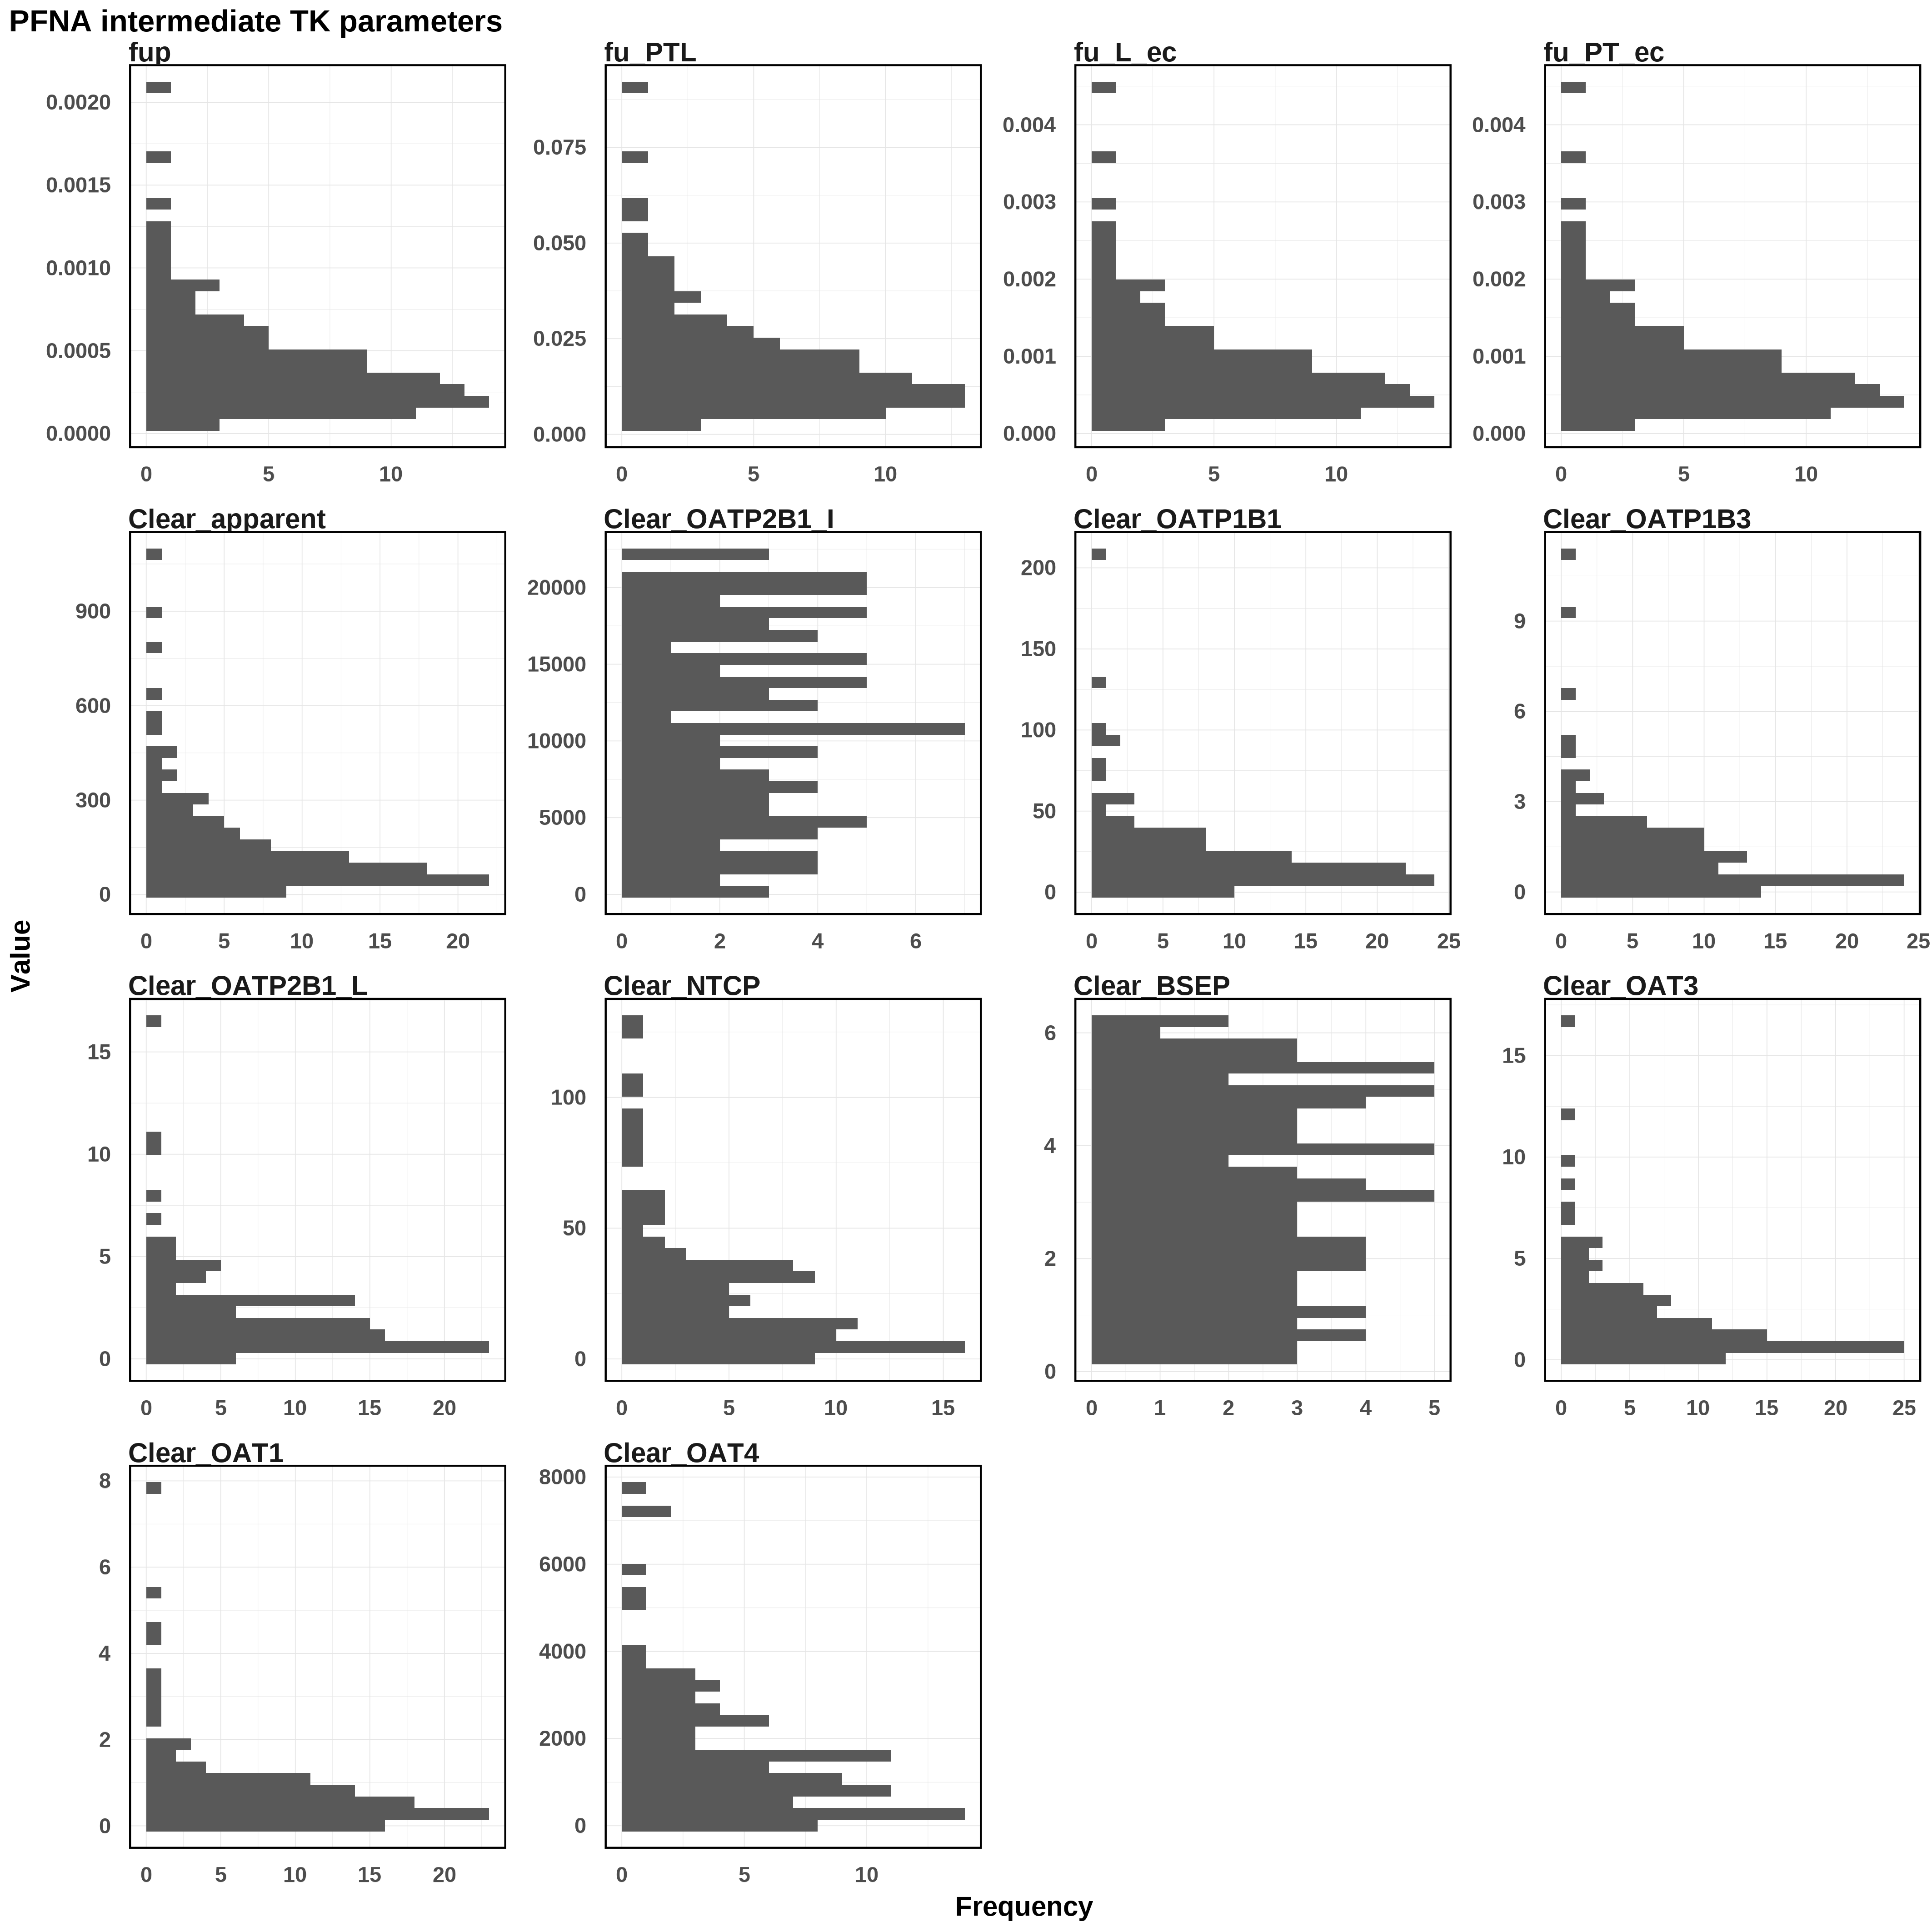 PFNA intermediate TK parameters
fup
fu_PTL
fu_L_ec
fu_PT_ec
0.0020
0.0015
0.0010
0.0005
0.0000
0 5 10
0.075
0.050
0.025
0.000
0 5 10
0.004
0.003
0.002
0.001
0.000
0 5 10
0.004
0.003
0.002
0.001
0.000
0 5 10
Clear_apparent
Clear_OATP2B1_I
Clear_OATP1B1
Clear_OATP1B3
900
600
300
0
0 5 10 15 20
20000
15000
10000
5000
0
0 2 4 6
200
150
100
50
0
0 5 10 15 20 25
9
6
3
0
0 5 10 15 20 25
Value
Clear_OATP2B1_L
Clear_NTCP
Clear_BSEP
Clear_OAT3
15
10
5
0
0 5 10 15 20
100
50
0
0 5 10 15
6
4
2
0
0 1 2 3 4 5
15
10
5
0
0 5 10 15 20 25
Clear_OAT1
Clear_OAT4
8
6
4
2
0
0 5 10 15 20
8000
6000
4000
2000
0
0 5 10
Frequency